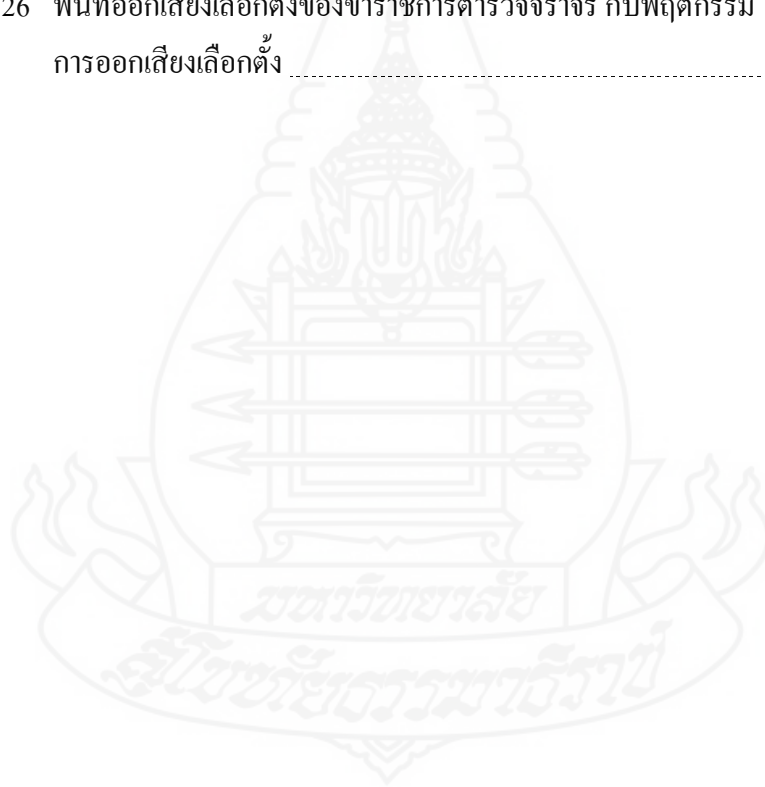 26 พื้นที่ออกเสียงเลือกตั้งของข้าราชการตำรวจจราจร กับพฤติกรรม
การออกเสียงเลือกตั้ง
มหาวิทยาลัย
สุโขทัยธรรมาธิราช